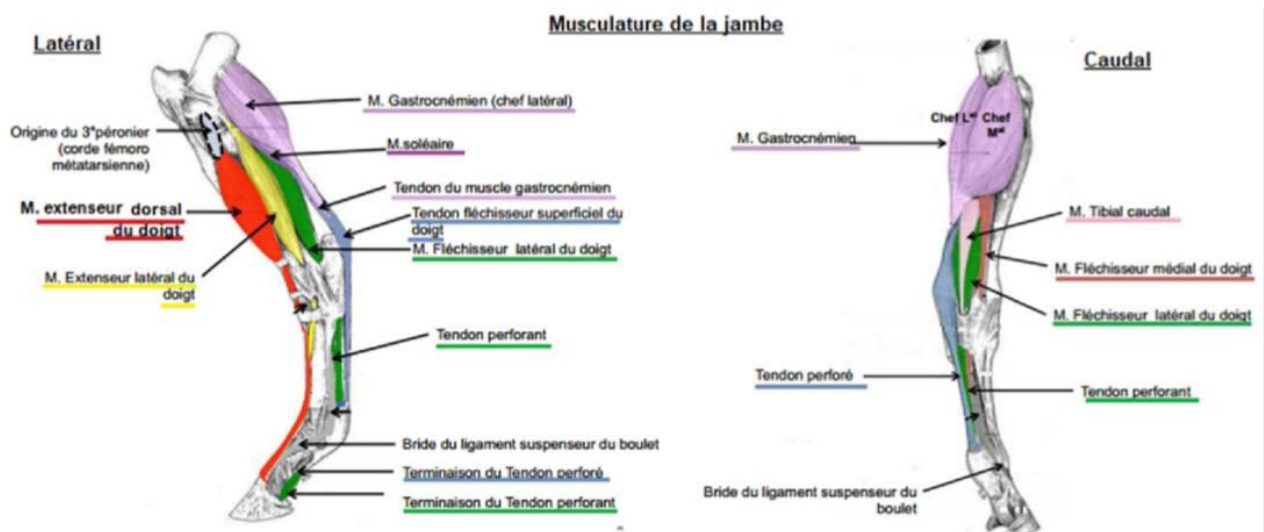 Musculature de la jambe
Latéral
M. Gastrocnémien (chef latéral)
Origine du 3°péronier
(corde fémoro
métatarsienne)
M.soléaire
Tendon du muscle gastrocnémien
M. extenseur dorsal
du doigt
Tendon fléchisseur superficiel du
doigt
M. Fléchisseur latéral du doigt
M. Extenseur latéral du
doigt
Tendon perforant
Bride du ligament suspenseur du boulet
Terminaison du Tendon perforé
Terminaison du Tendon perforant
Caudal
Chef Lal
Chef
Mal
M. Gastrocnémien
M. Tibial caudal
M. Fléchisseur médial du doigt
M. Fléchisseur latéral du doigt
Tendon perforé
Tendon perforant
Bride du ligament suspenseur du
boulet